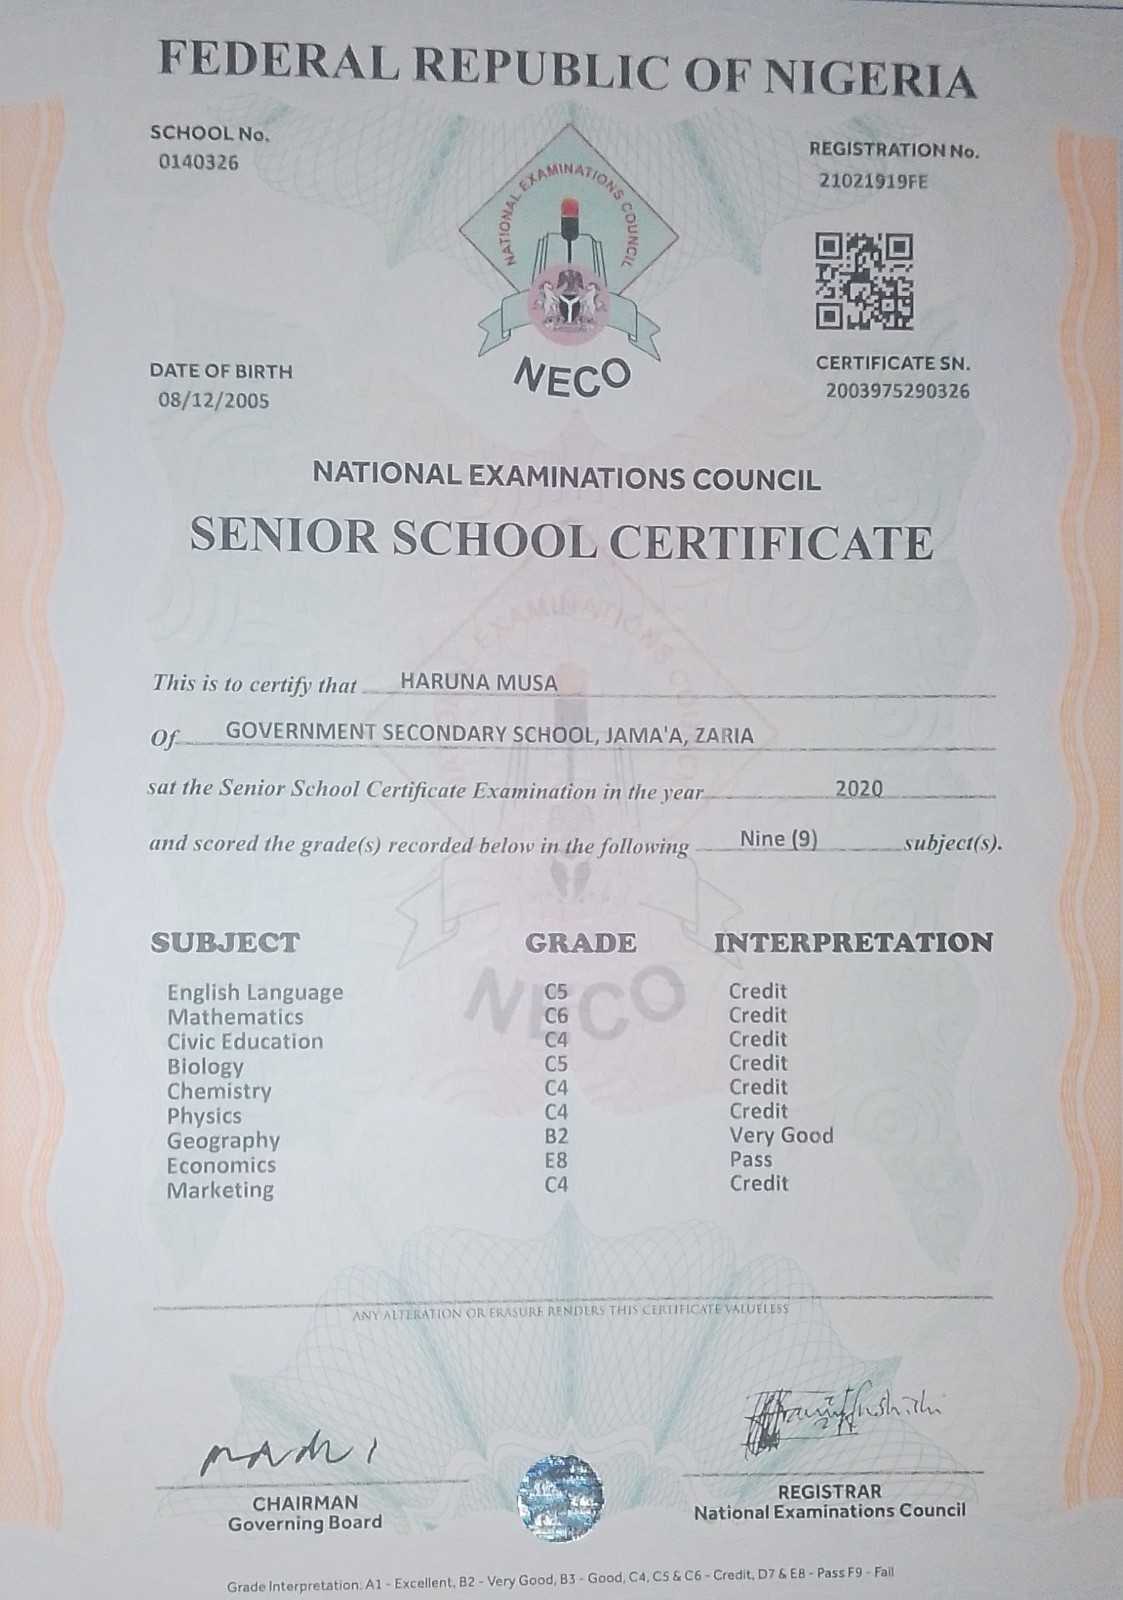 FEDERAL REPUBLIC OF NIGERIA
SCHOOL No.
0140326
REGISTRATION No.
21021919FE
NATIONAL EXAMINATIONS COUNCIL
NECO
DATE OF BIRTH
08/12/2005
CERTIFICATE SN.
2003975290326
NATIONAL EXAMINATIONS COUNCIL
SENIOR SCHOOL CERTIFICATE
This is to certify that HARUNA MUSA
Of GOVERNMENT SECONDARY SCHOOL, JAMA'A, ZARIA
sat the Senior School Certificate Examination in the year 2020
and scored the grade(s) recorded below in the following Nine (9) subject(s).
SUBJECT GRADE INTERPRETATION
English Language C5 Credit
Mathematics C6 Credit
Civic Education C4 Credit
Biology C5 Credit
Chemistry C4 Credit
Physics C4 Credit
Geography B2 Very Good
Economics E8 Pass
Marketing C4 Credit
NECO
ANY ALTERATION OR ERASURE RENDERS THIS CERTIFICATE VALUELESS
CHAIRMAN
Governing Board
REGISTRAR
National Examinations Council
Grade Interpretation: A1 - Excellent, B2 - Very Good, B3 - Good, C4, C5 & C6 - Credit, D7 & E8 - Pass F9 - Fail